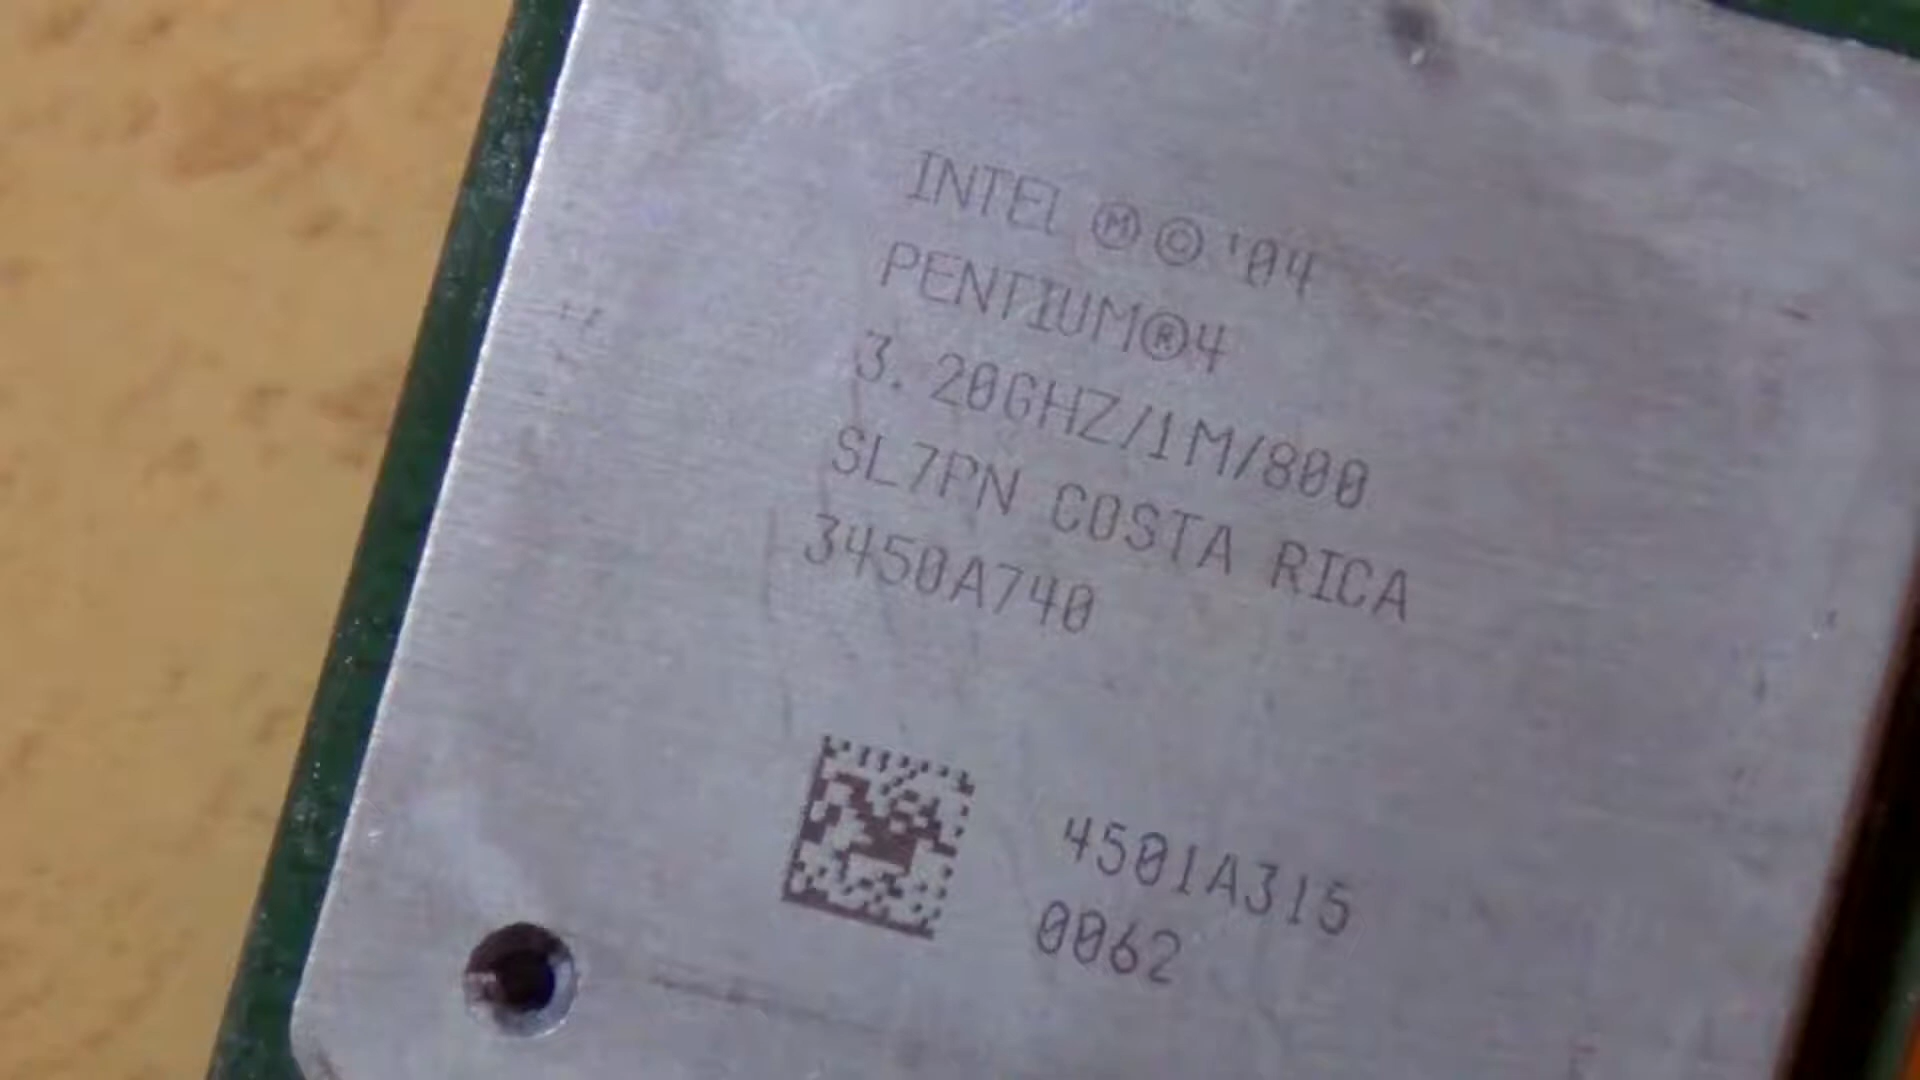 INTEL Ⓜ © '04
PENTIUM®4
3.20GHZ/1M/800
SL7PN COSTA RICA
3450A740
4501A315
0062